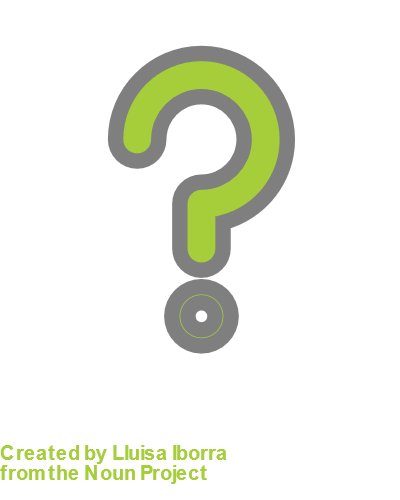 ?
Created by Lluisa Iborra
from the Noun Project